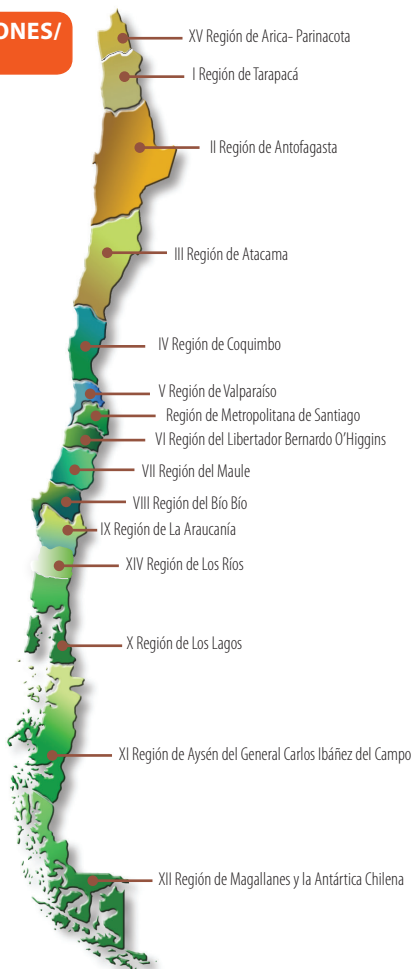 ONES/
XV Región de Arica- Parinacota
I Región de Tarapacá
II Región de Antofagasta
III Región de Atacama
IV Región de Coquimbo
V Región de Valparaíso
Región de Metropolitana de Santiago
VI Región del Libertador Bernardo O’Higgins
VII Región del Maule
VIII Región del Bío Bío
IX Región de La Araucanía
XIV Región de Los Ríos
X Región de Los Lagos
XI Región de Aysén del General Carlos Ibáñez del Campo
XII Región de Magallanes y la Antártica Chilena